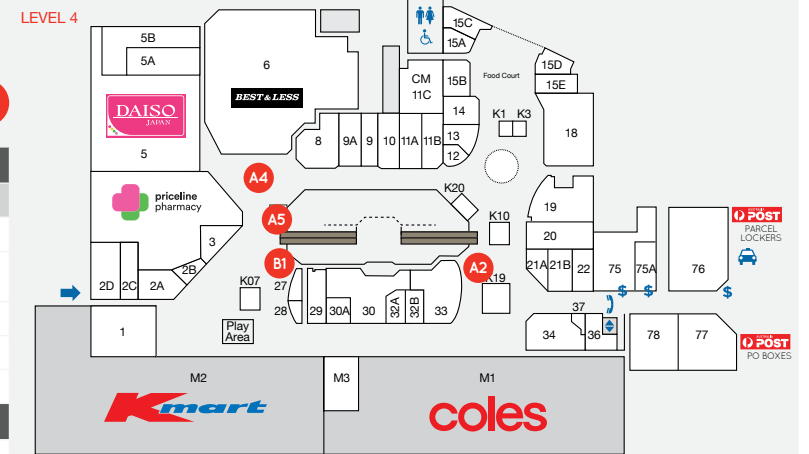 LEVEL 4
5B
5A
DAISO
JAPAN
5
6
BEST&LESS
15C
15A
Food Court
15D
15E
CM
11C
15B
14
K1
K3
18
8
9A
9
10
11A
11B
13
12
A4
priceline
pharmacy
K20
19
A5
K10
20
3
B1
A2
K19
2B
2D
2C
2A
K07
27
28
29
30A
30
32A
32B
33
21A
21B
22
75
75A
76
$
$
$
POST
PARCEL
LOCKERS
Play
Area
1
37
34
36
78
77
POST
PO BOXES
M2
M3
M1
Kmart
coles